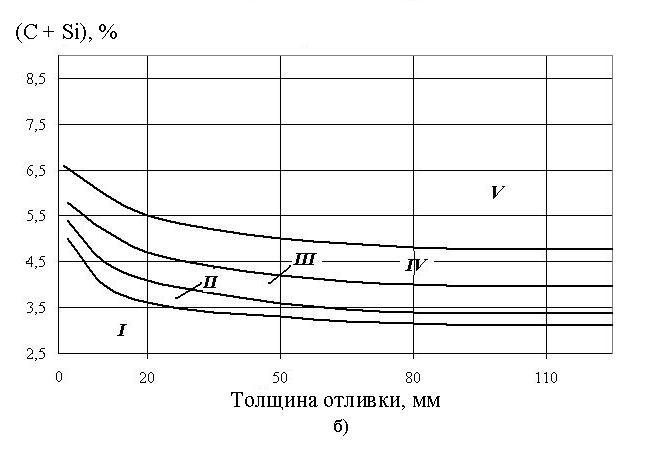 (C + Si), %
8,5
7,5
6,5
V
5,5
III
4,5
IV
II
3,5
I
2,5
0 20 50 80 110
Толщина отливки, мм
б)